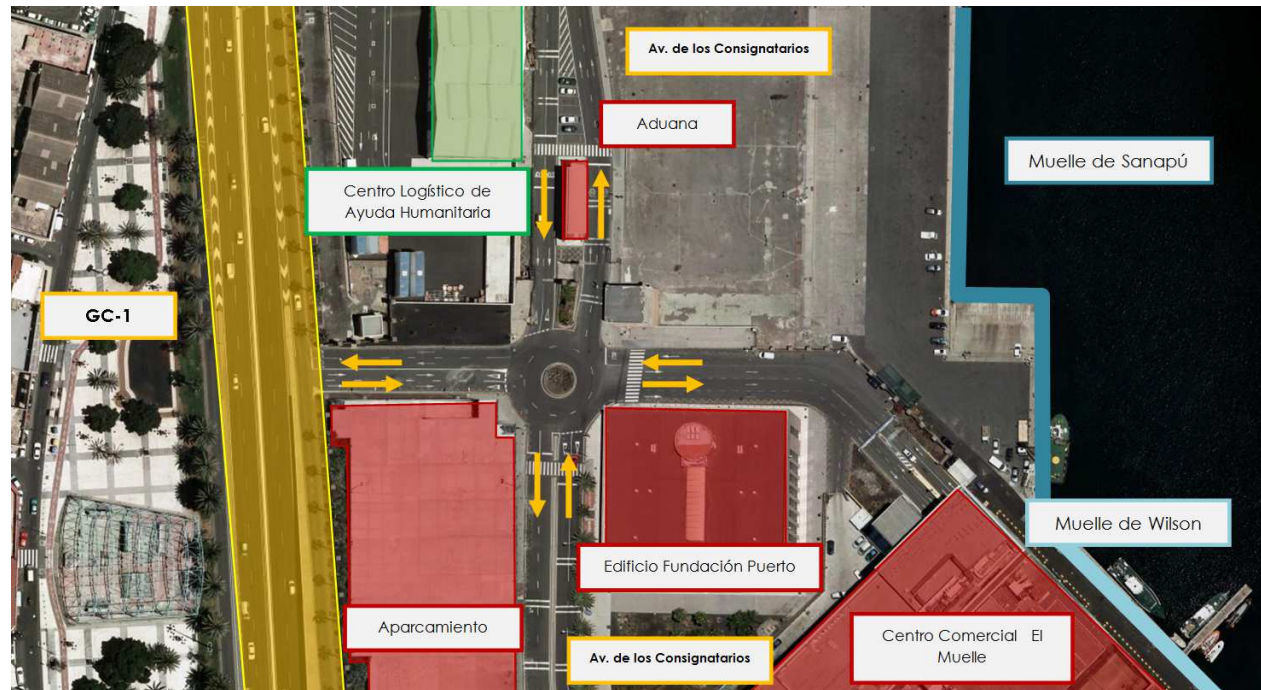 Av. de los Consignatarios
Aduana
Muelle de Sanapú
Centro Logístico de
Ayuda Humanitaria
GC-1
Muelle de Wilson
Edificio Fundación Puerto
Aparcamiento
Centro Comercial El
Muelle
Av. de los Consignatarios